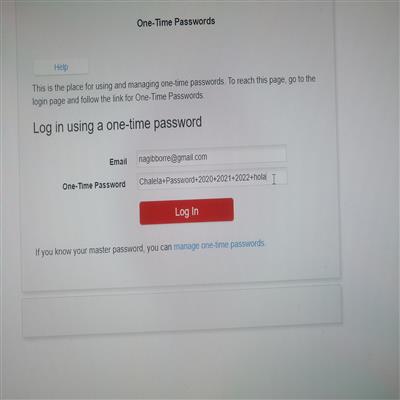 One-Time Passwords
Help
This is the place for using and managing one-time passwords. To reach this page, go to the
login page and follow the link for One-Time Passwords.
Log in using a one-time password
Email nagibborre@gmail.com
One-Time Password Chalela+Password+2020+2021+2022+hola
Log In
If you know your master password, you can manage one-time passwords.